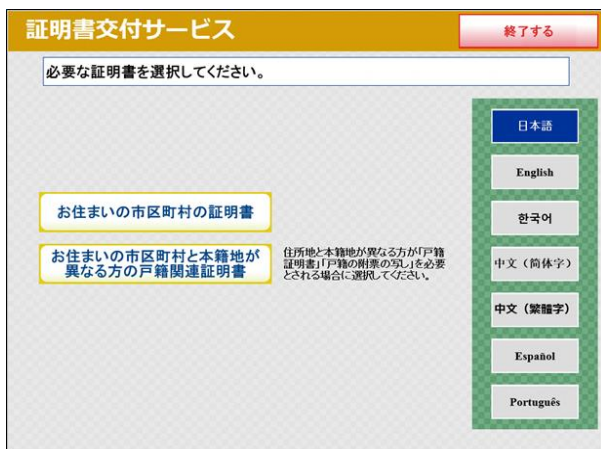 証明書交付サービス
終了する
必要な証明書を選択してください。
日本語
English
한국어
中文（简体字）
中文（繁體字）
Español
Português
お住まいの市区町村の証明書
お住まいの市区町村と本籍地が
異なる方の戸籍関連証明書
住所地と本籍地が異なる方が「戸籍
証明書」「戸籍の附票の写し」を必要
とされる場合に選択してください。